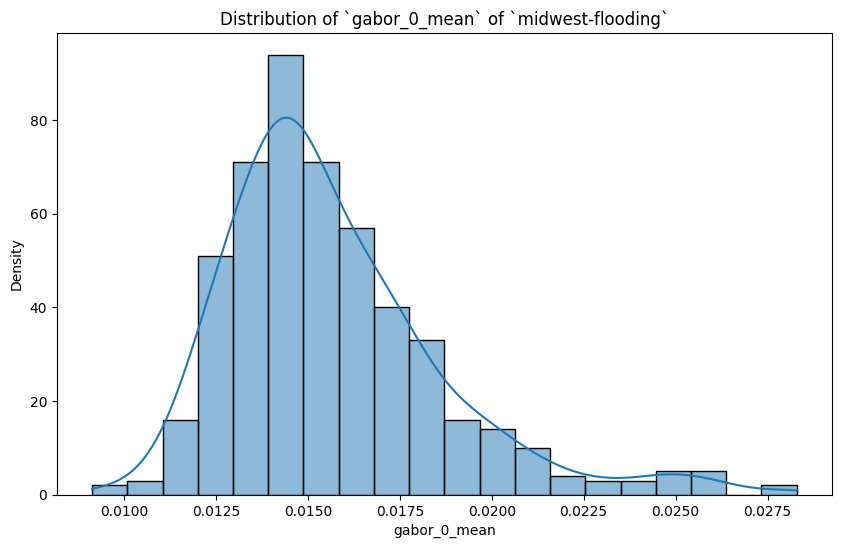 Distribution of `gabor_0_mean` of `midwest-flooding`
Density
80
60
40
20
0
0.0100 0.0125 0.0150 0.0175 0.0200 0.0225 0.0250 0.0275
gabor_0_mean